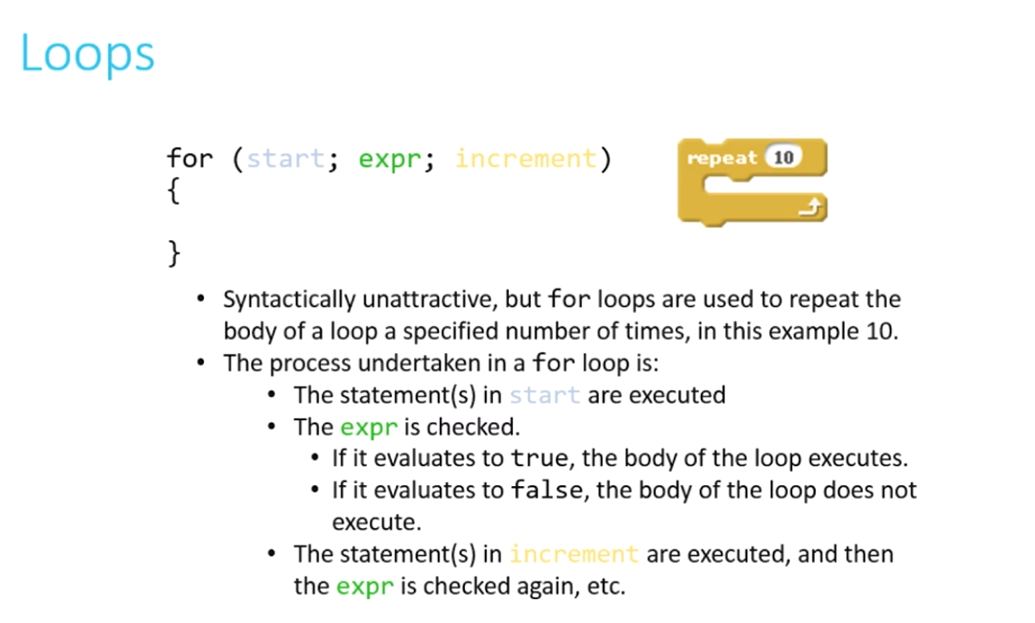 Loops
for (start; expr; increment)
{
}
repeat 10
• Syntactically unattractive, but for loops are used to repeat the
body of a loop a specified number of times, in this example 10.
• The process undertaken in a for loop is:
• The statement(s) in start are executed
• The expr is checked.
• If it evaluates to true, the body of the loop executes.
• If it evaluates to false, the body of the loop does not
execute.
• The statement(s) in increment are executed, and then
the expr is checked again, etc.